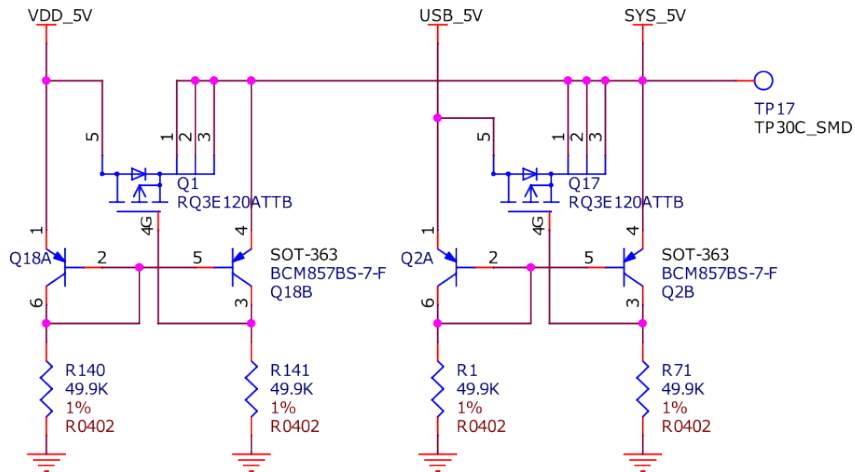 VDD_5V
USB_5V
SYS_5V
5
1
2
3
5
1
2
3
TP17
TP30C_SMD
Q1
RQ3E120ATTB
Q17
RQ3E120ATTB
4G
4G
1
4
1
4
Q18A
2
5
SOT-363
BCM857BS-7-F
Q18B
Q2A
2
5
SOT-363
BCM857BS-7-F
Q2B
6
3
6
3
R140
49.9K
1%
R0402
R141
49.9K
1%
R0402
R1
49.9K
1%
R0402
R71
49.9K
1%
R0402